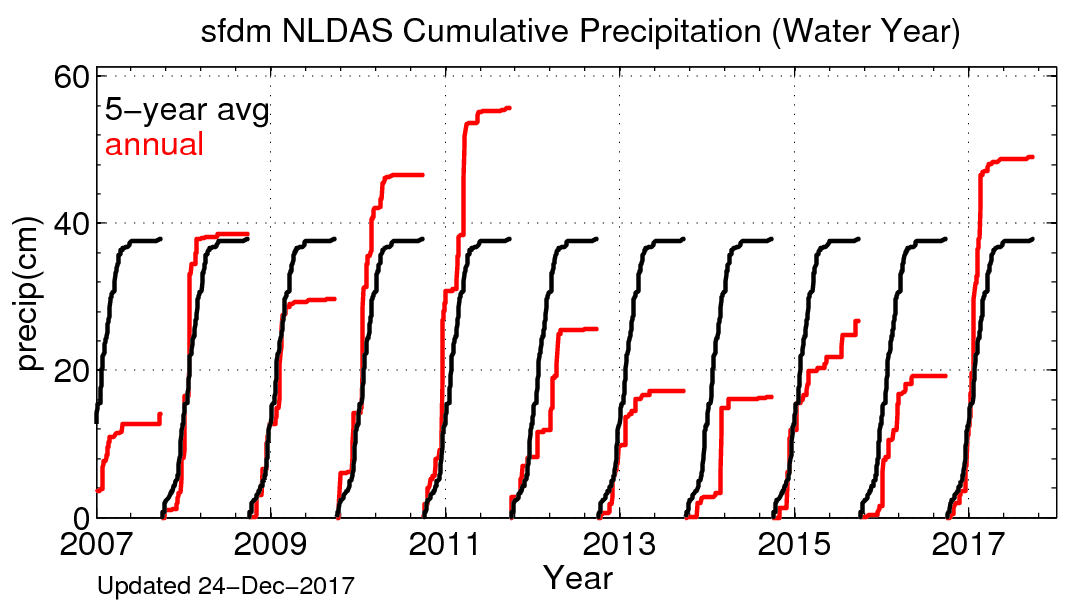 sfdm NLDAS Cumulative Precipitation (Water Year)
60
5−year avg
annual
40
precip(cm)
20
0
2007 2009 2011 2013 2015 2017
Year
Updated 24−Dec−2017